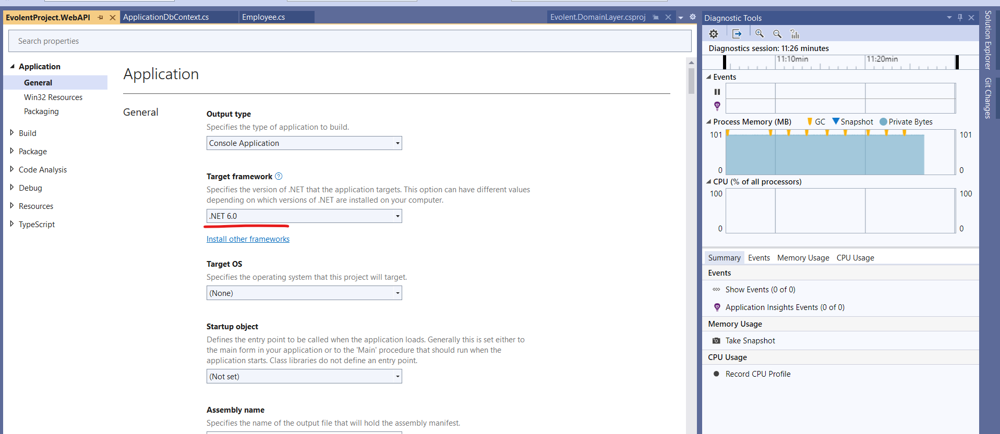 EvolentProject.WebAPI
ApplicationDbContext.cs
Employee.cs
Evolent.DomainLayer.csproj
Search properties
Application
General
Win32 Resources
Packaging
Build
Package
Code Analysis
Debug
Resources
TypeScript
Application
General
Output type
Specifies the type of application to build.
Console Application
Target framework ?
Specifies the version of .NET that the application targets. This option can have different values
depending on which versions of .NET are installed on your computer.
.NET 6.0
Install other frameworks
Target OS
Specifies the operating system that this project will target.
(None)
Startup object
Defines the entry point to be called when the application loads. Generally this is set either to
the main form in your application or to the 'Main' procedure that should run when the
application starts. Class libraries do not define an entry point.
(Not set)
Assembly name
Specifies the name of the output file that will hold the assembly manifest.
Diagnostic Tools
Diagnostics session: 11:26 minutes
11:10min 11:20min
Events
Process Memory (MB) GC Snapshot Private Bytes
101 101
0 0
CPU (% of all processors)
100 100
0 0
Summary Events Memory Usage CPU Usage
Events
Show Events (0 of 0)
Application Insights Events (0 of 0)
Memory Usage
Take Snapshot
CPU Usage
Record CPU Profile
Solution Explorer
Git Changes